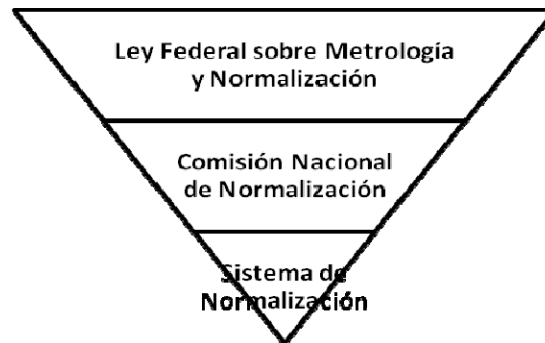 Ley Federal sobre Metrología
y Normalización
Comisión Nacional
de Normalización
Sistema de
Normalización